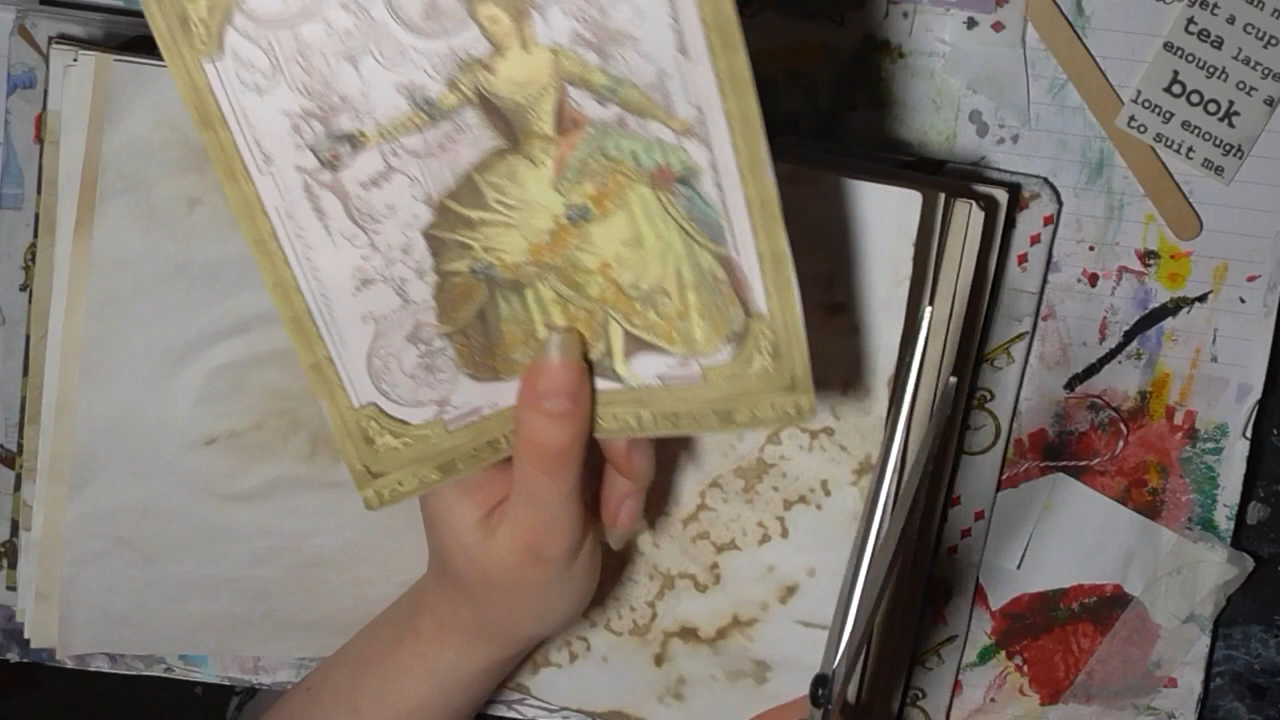 get a cup
tea large
enough or a
book
long enough
to suit me